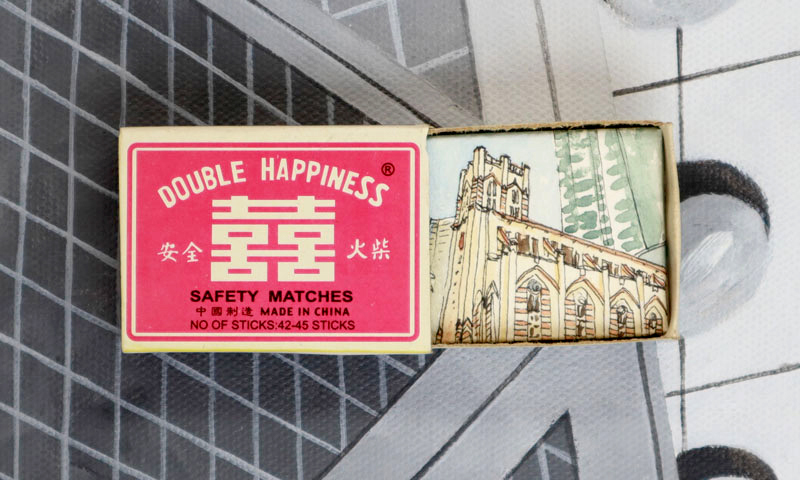 DOUBLE HAPPINESS ®
囍
安全 火柴
SAFETY MATCHES
中國制造 MADE IN CHINA
NO OF STICKS:42-45 STICKS